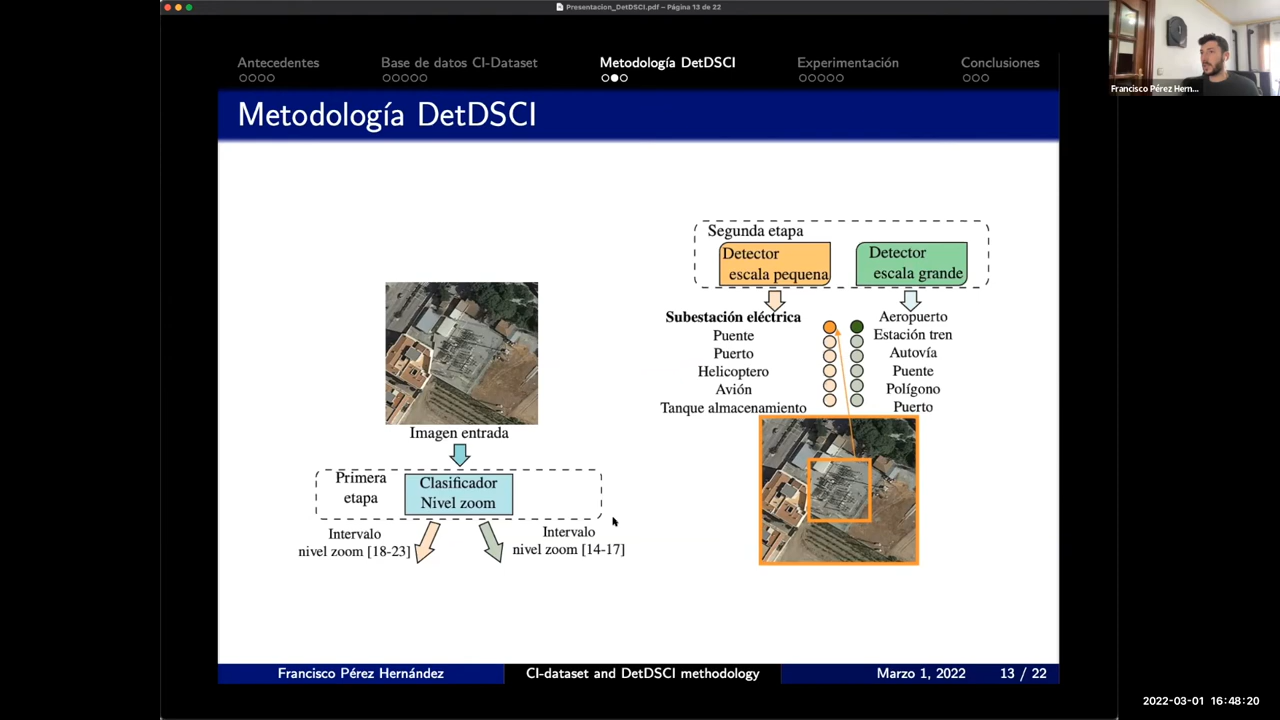 Presentacion_DetDSCI.pdf – Página 13 de 22
Antecedentes
Base de datos CI-Dataset
Metodología DetDSCI
Experimentación
Conclusiones
Francisco Pérez Hern...
Metodología DetDSCI
Imagen entrada
Primera
etapa
Clasificador
Nivel zoom
Intervalo
nivel zoom [18-23]
Intervalo
nivel zoom [14-17]
Segunda etapa
Detector
escala pequena
Detector
escala grande
Subestación eléctrica
Puente
Puerto
Helicoptero
Avión
Tanque almacenamiento
Aeropuerto
Estación tren
Autovía
Puente
Polígono
Puerto
Francisco Pérez Hernández
CI-dataset and DetDSCI methodology
Marzo 1, 2022
13 / 22
2022-03-01 16:48:20